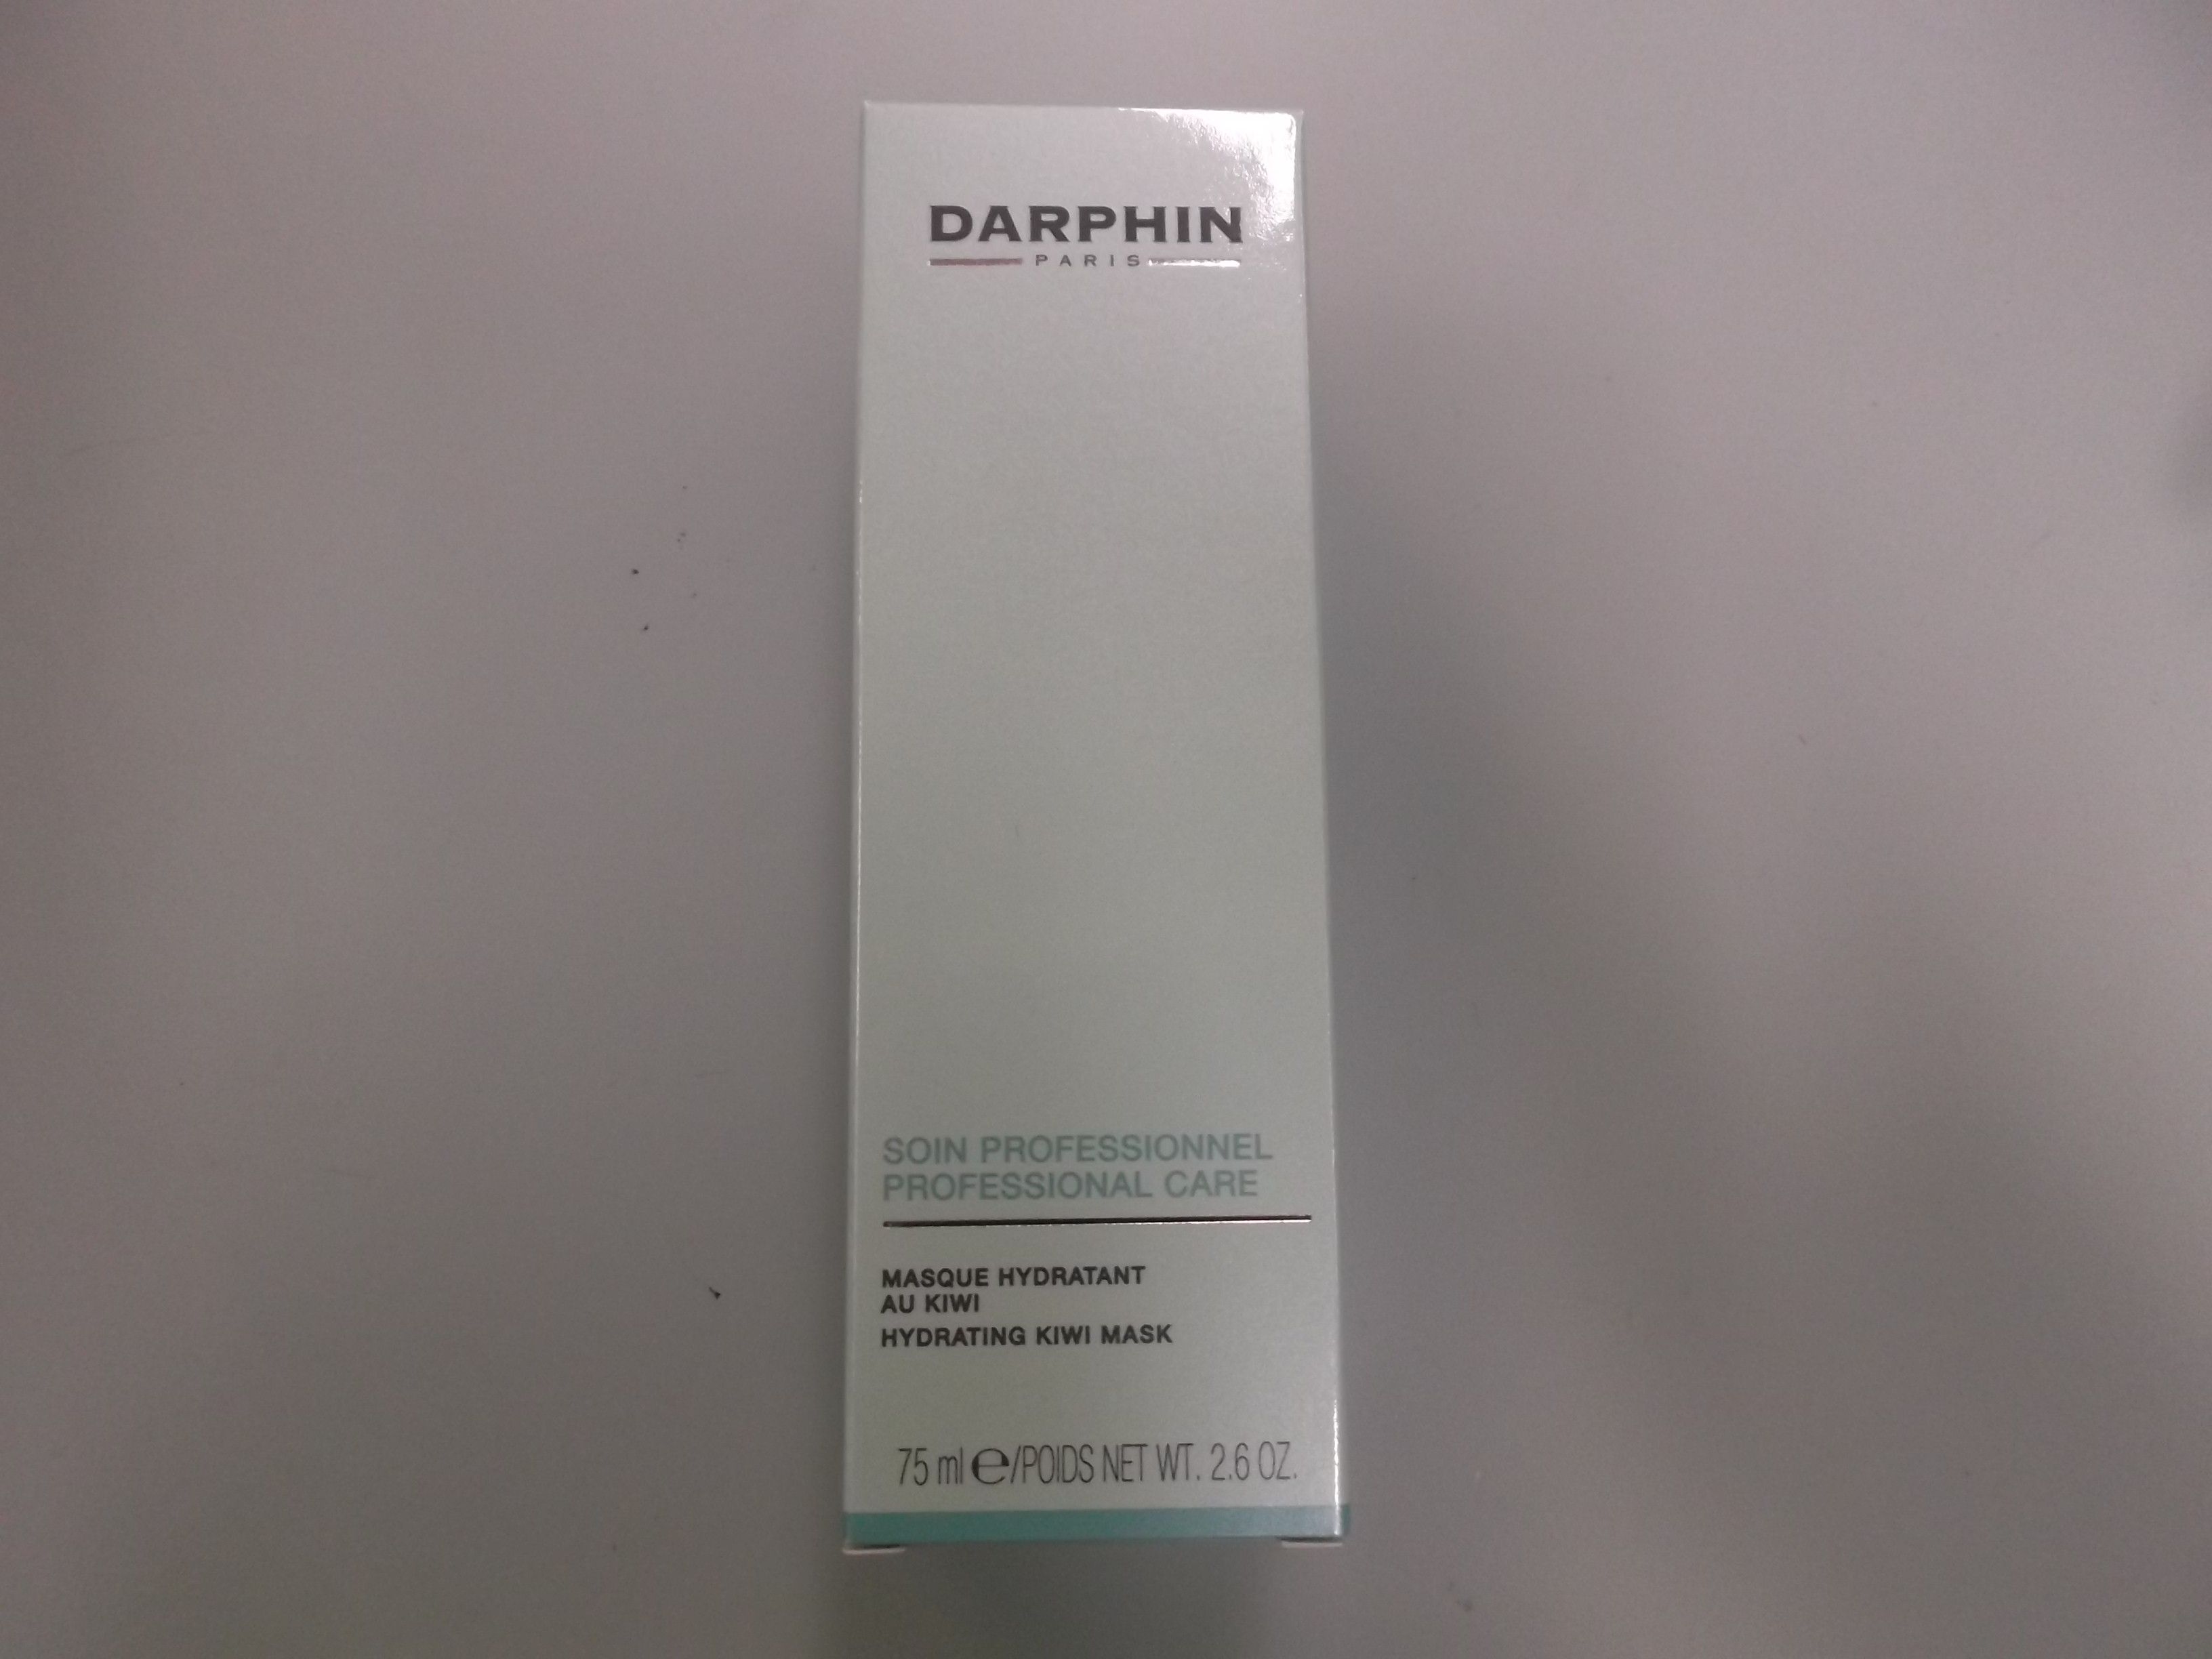 DARPHIN
PARIS
SOIN PROFESSIONNEL
PROFESSIONAL CARE
MASQUE HYDRATANT
AU KIWI
HYDRATING KIWI MASK
75 ml ℮/POIDS NET WT. 2.6 OZ.